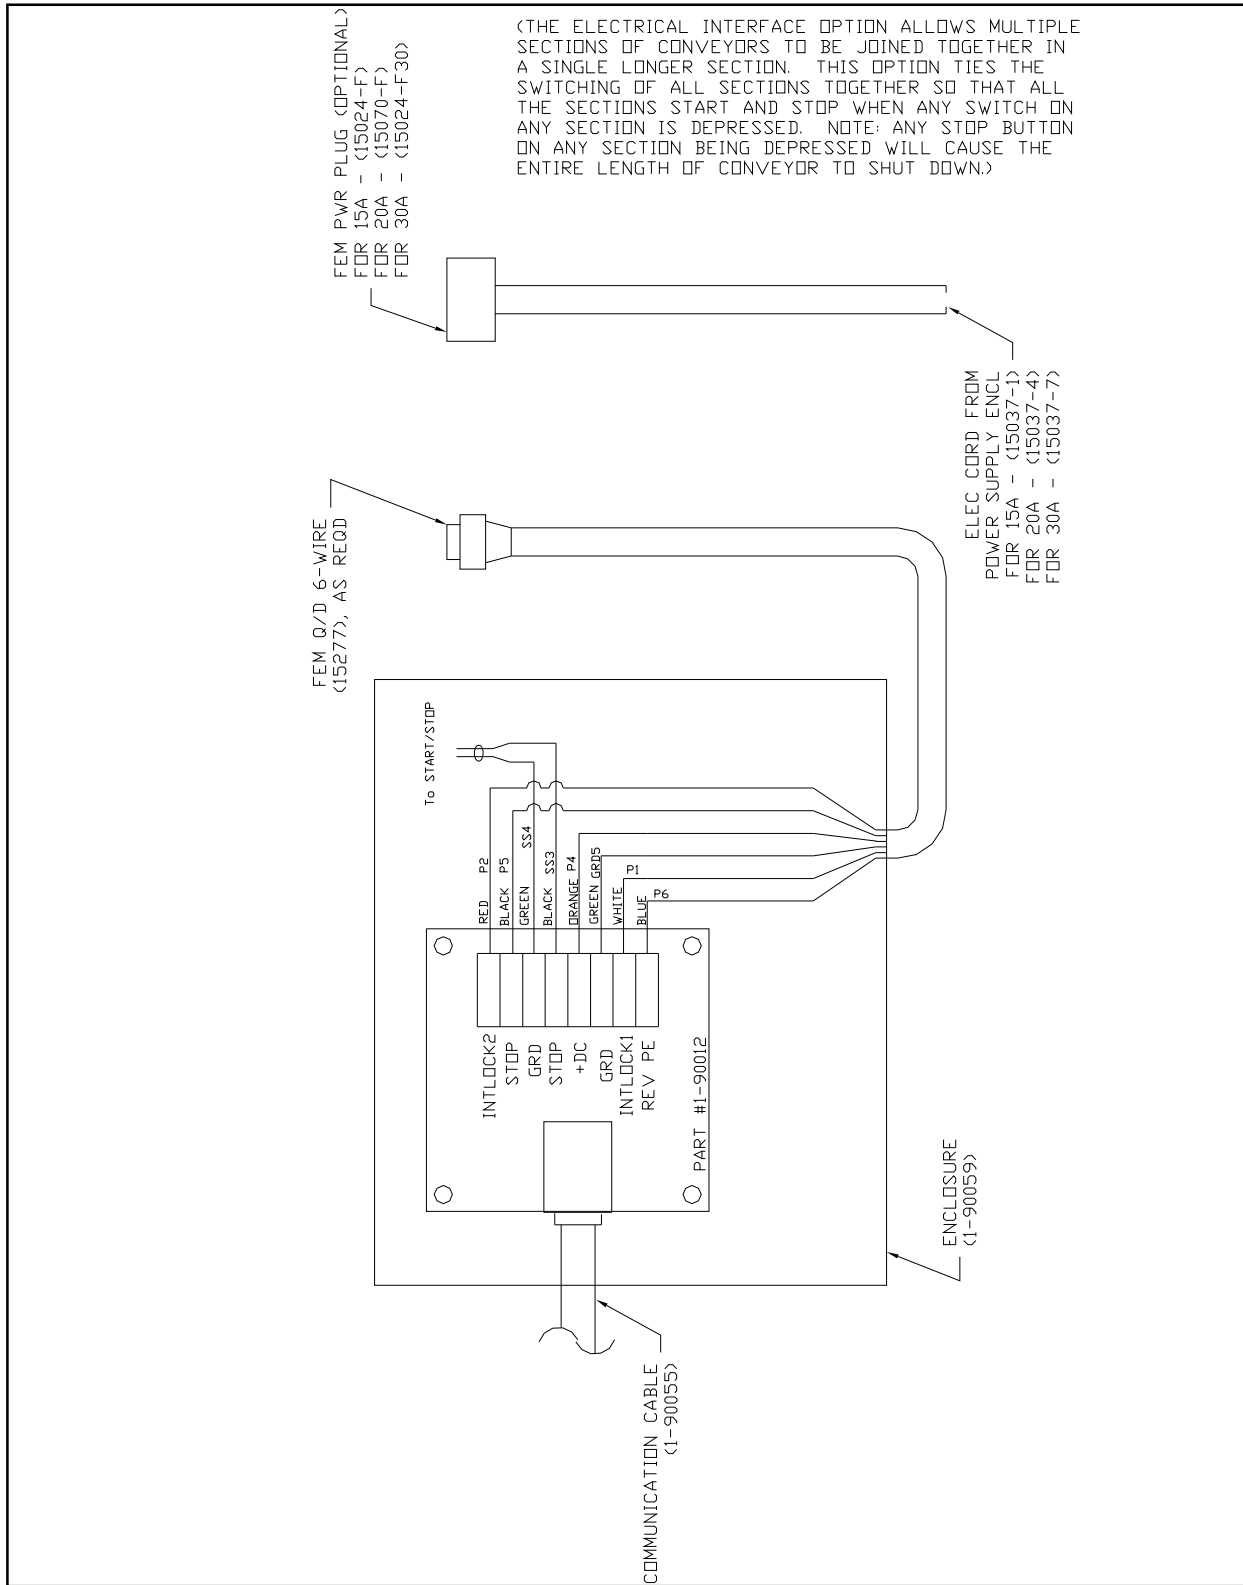 (THE ELECTRICAL INTERFACE OPTION ALLOWS MULTIPLE
SECTIONS OF CONVEYORS TO BE JOINED TOGETHER IN
A SINGLE LONGER SECTION. THIS OPTION TIES THE
SWITCHING OF ALL SECTIONS TOGETHER SO THAT ALL
THE SECTIONS START AND STOP WHEN ANY SWITCH ON
ANY SECTION IS DEPRESSED. NOTE: ANY STOP BUTTON
ON ANY SECTION BEING DEPRESSED WILL CAUSE THE
ENTIRE LENGTH OF CONVEYOR TO SHUT DOWN.)
FEM PWR PLUG (OPTIONAL)
FOR 15A - (15024-F)
FOR 20A - (15070-F)
FOR 30A - (15024-F30)
ELEC CORD FROM
POWER SUPPLY ENCL
FOR 15A - (15037-1)
FOR 20A - (15037-4)
FOR 30A - (15037-7)
FEM Q/D 6-WIRE
(15277), AS REQD
To START/STOP
RED P2
BLACK P5
GREEN SS4
BLACK SS3
ORANGE P4
GREEN GRD5
WHITE P1
BLUE P6
INTLOCK2
STOP
GRD
STOP
+DC
GRD
INTLOCK1
REV PE
PART #1-90012
ENCLOSURE
(1-90059)
COMMUNICATION CABLE
(1-90055)